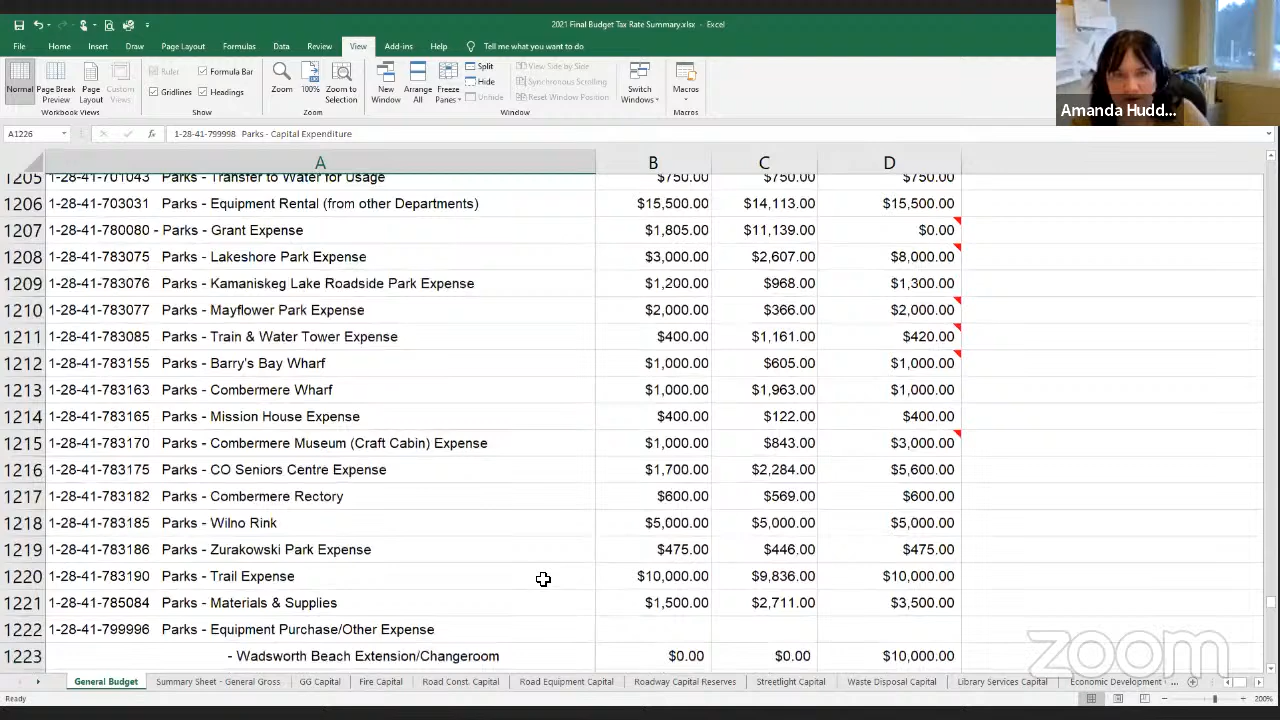 2021 Final Budget Tax Rate Summary.xlsx - Excel
File Home Insert Draw Page Layout Formulas Data Review View Add-ins Help Tell me what you want to do
Normal Page Break Preview Page Layout Custom Views Workbook Views
Ruler Formula Bar Gridlines Headings Show
Zoom 100% Zoom to Selection Zoom
New Window Arrange All Freeze Panes Split Hide Unhide View Side by Side Synchronous Scrolling Reset Window Position Window
Switch Windows Macros Macros
Amanda Hudd...
A1226 fx 1-28-41-799998 Parks - Capital Expenditure
A B C D
1205 1-28-41-701043 Parks - Transfer to Water for Usage $750.00 $750.00 $750.00
1206 1-28-41-703031 Parks - Equipment Rental (from other Departments) $15,500.00 $14,113.00 $15,500.00
1207 1-28-41-780080 - Parks - Grant Expense $1,805.00 $11,139.00 $0.00
1208 1-28-41-783075 Parks - Lakeshore Park Expense $3,000.00 $2,607.00 $8,000.00
1209 1-28-41-783076 Parks - Kamaniskeg Lake Roadside Park Expense $1,200.00 $968.00 $1,300.00
1210 1-28-41-783077 Parks - Mayflower Park Expense $2,000.00 $366.00 $2,000.00
1211 1-28-41-783085 Parks - Train & Water Tower Expense $400.00 $1,161.00 $420.00
1212 1-28-41-783155 Parks - Barry's Bay Wharf $1,000.00 $605.00 $1,000.00
1213 1-28-41-783163 Parks - Combermere Wharf $1,000.00 $1,963.00 $1,000.00
1214 1-28-41-783165 Parks - Mission House Expense $400.00 $122.00 $400.00
1215 1-28-41-783170 Parks - Combermere Museum (Craft Cabin) Expense $1,000.00 $843.00 $3,000.00
1216 1-28-41-783175 Parks - CO Seniors Centre Expense $1,700.00 $2,284.00 $5,600.00
1217 1-28-41-783182 Parks - Combermere Rectory $600.00 $569.00 $600.00
1218 1-28-41-783185 Parks - Wilno Rink $5,000.00 $5,000.00 $5,000.00
1219 1-28-41-783186 Parks - Zurakowski Park Expense $475.00 $446.00 $475.00
1220 1-28-41-783190 Parks - Trail Expense $10,000.00 $9,836.00 $10,000.00
1221 1-28-41-785084 Parks - Materials & Supplies $1,500.00 $2,711.00 $3,500.00
1222 1-28-41-799996 Parks - Equipment Purchase/Other Expense
1223 - Wadsworth Beach Extension/Changeroom $0.00 $0.00 $10,000.00
zoom
General Budget Summary Sheet - General Gross GG Capital Fire Capital Road Const. Capital Road Equipment Capital Roadway Capital Reserves Streetlight Capital Waste Disposal Capital Library Services Capital Economic Development ...
Ready 200%